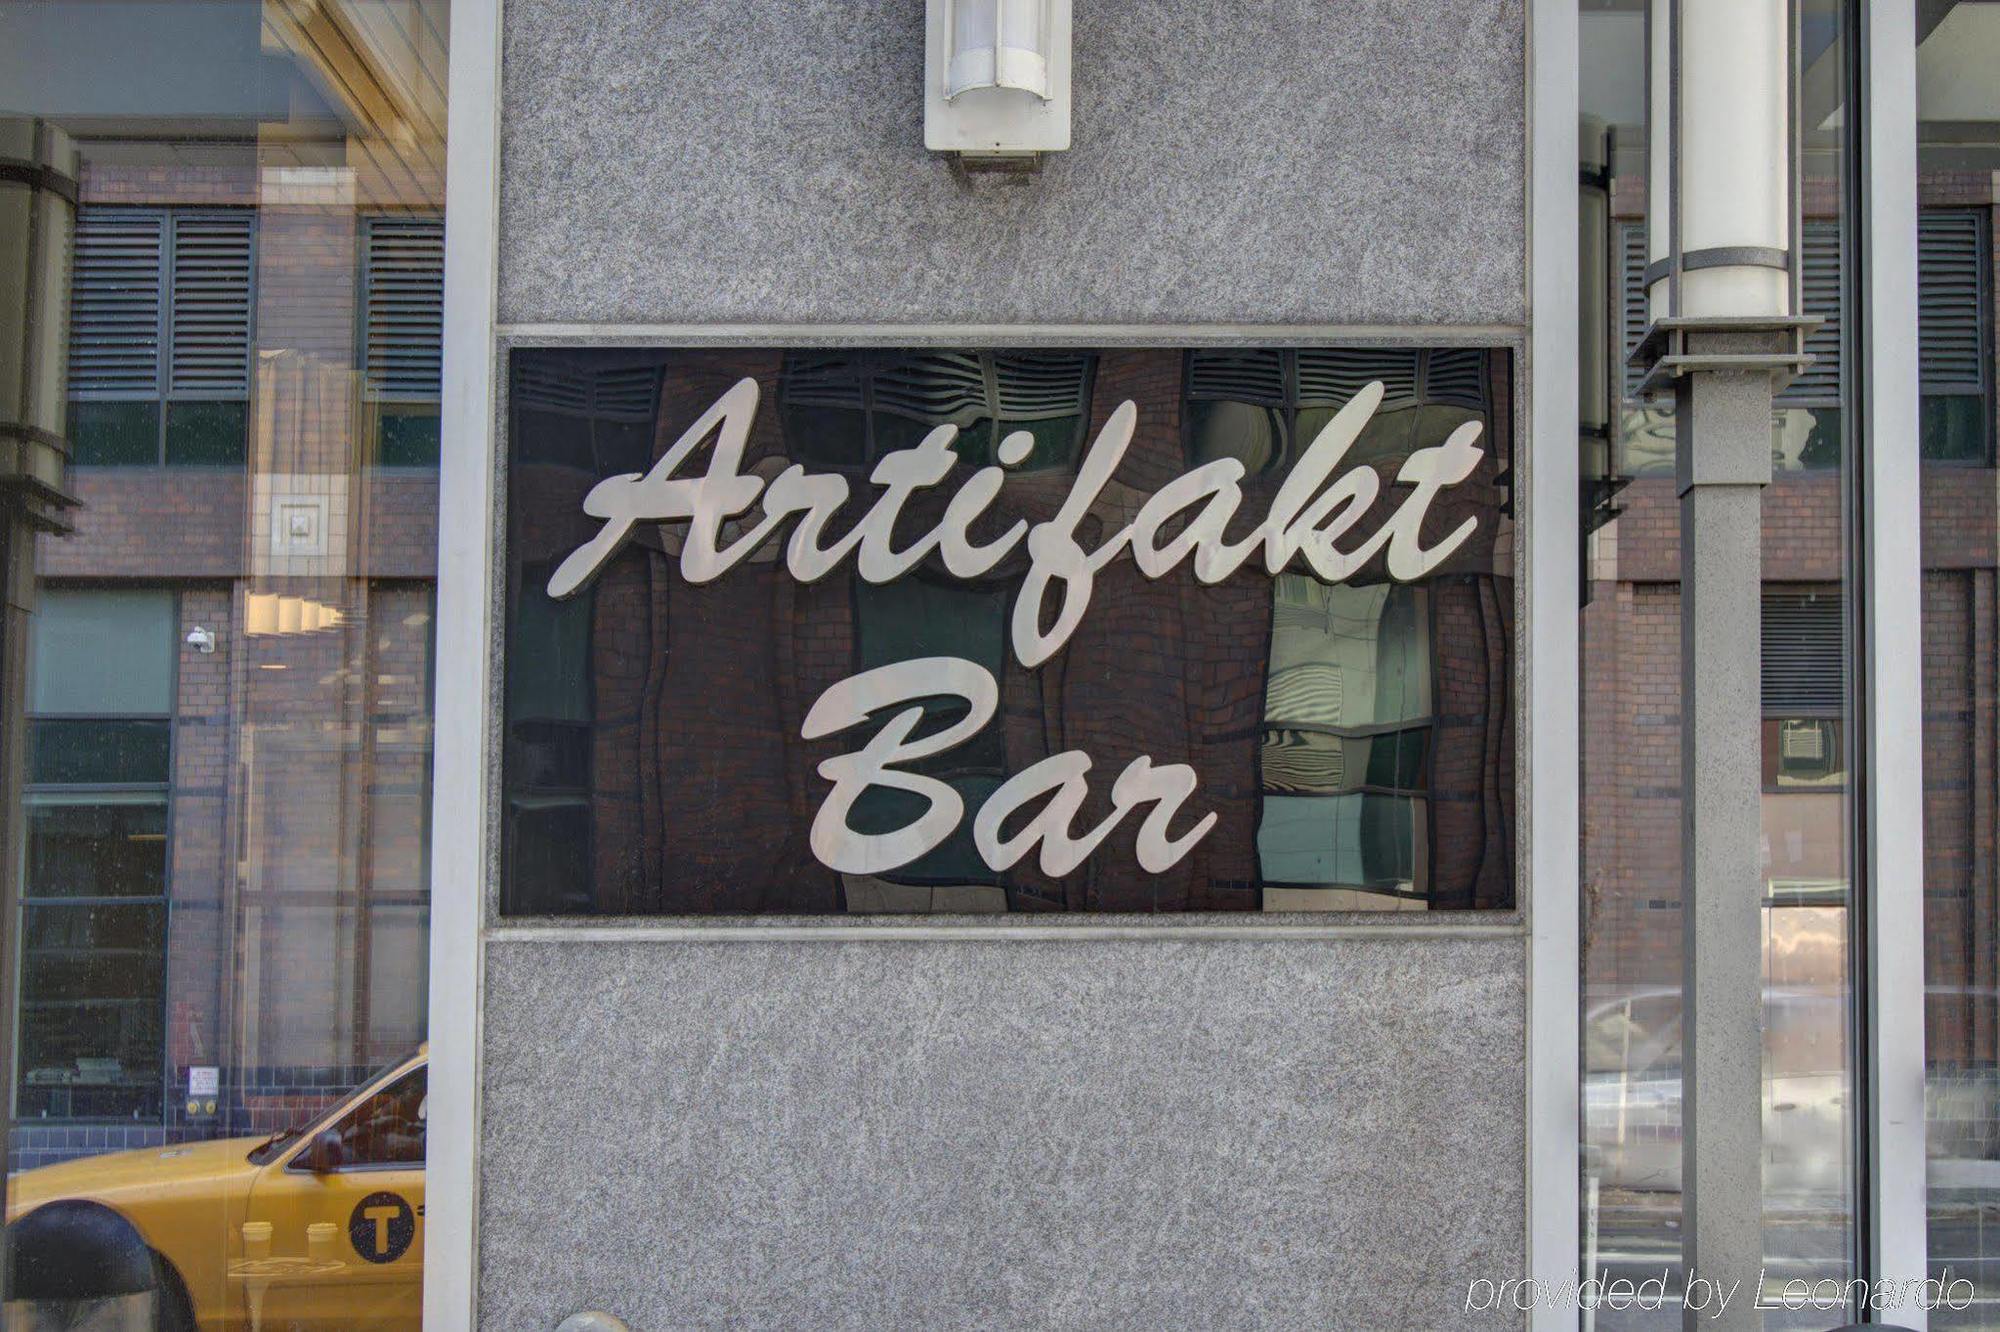 Artifakt
Bar
T
provided by Leonardo